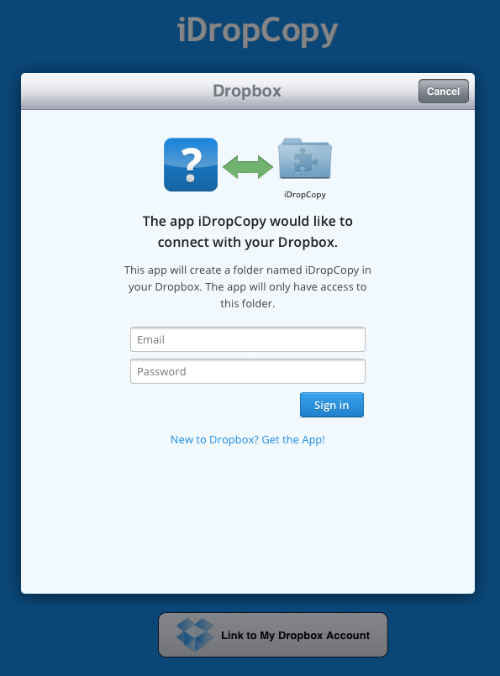 iDropCopy
Dropbox
Cancel
?
iDropCopy
The app iDropCopy would like to
connect with your Dropbox.
This app will create a folder named iDropCopy in
your Dropbox. The app will only have access to
this folder.
Email
Password
Sign in
New to Dropbox? Get the App!
Link to My Dropbox Account